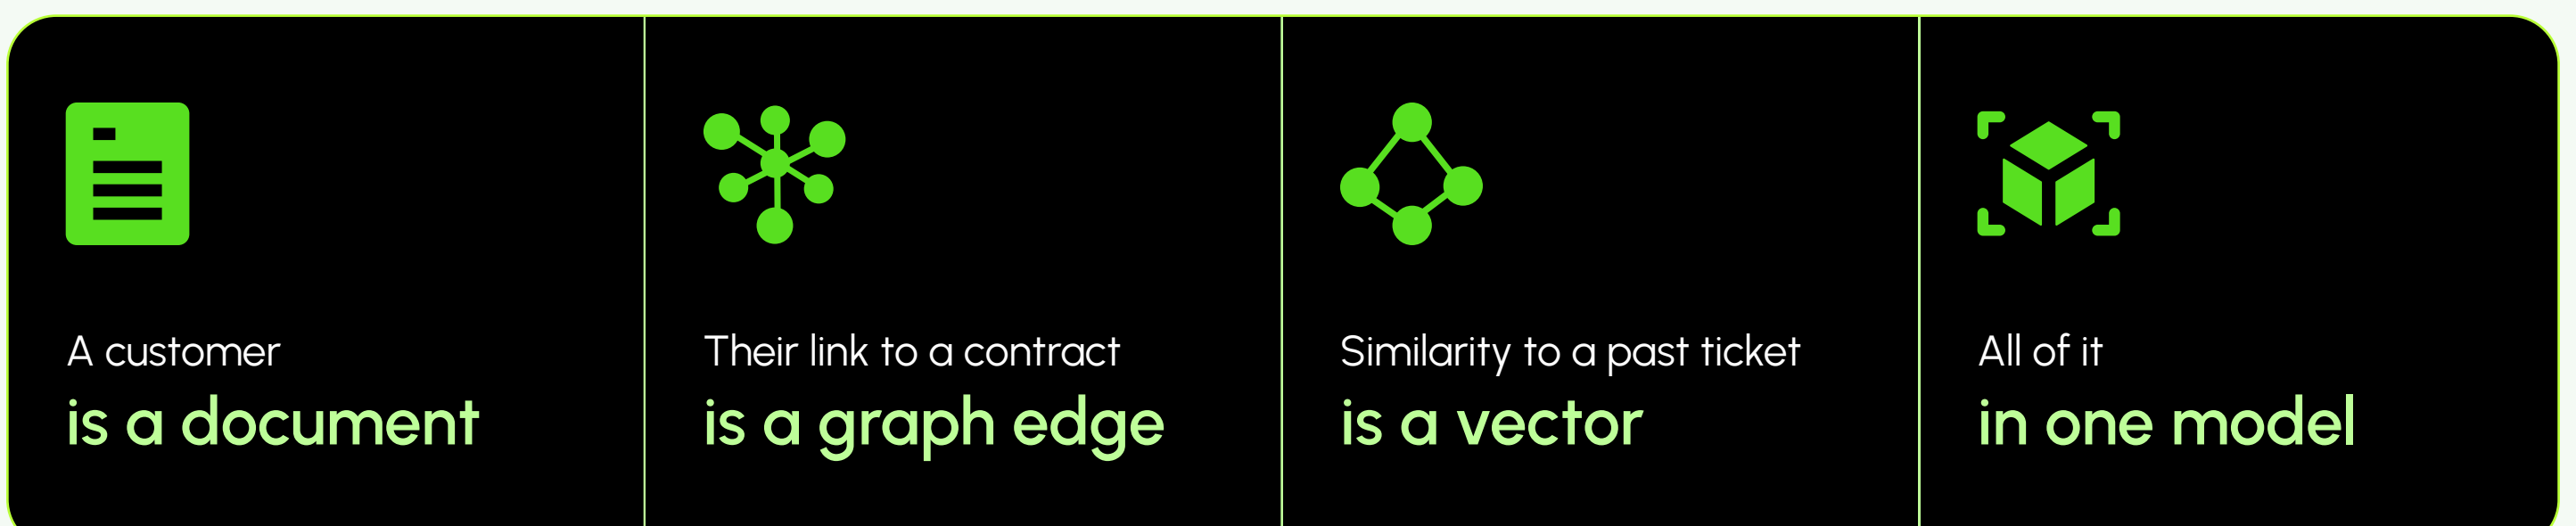 A customer
is a document
Their link to a contract
is a graph edge
Similarity to a past ticket
is a vector
All of it
in one model